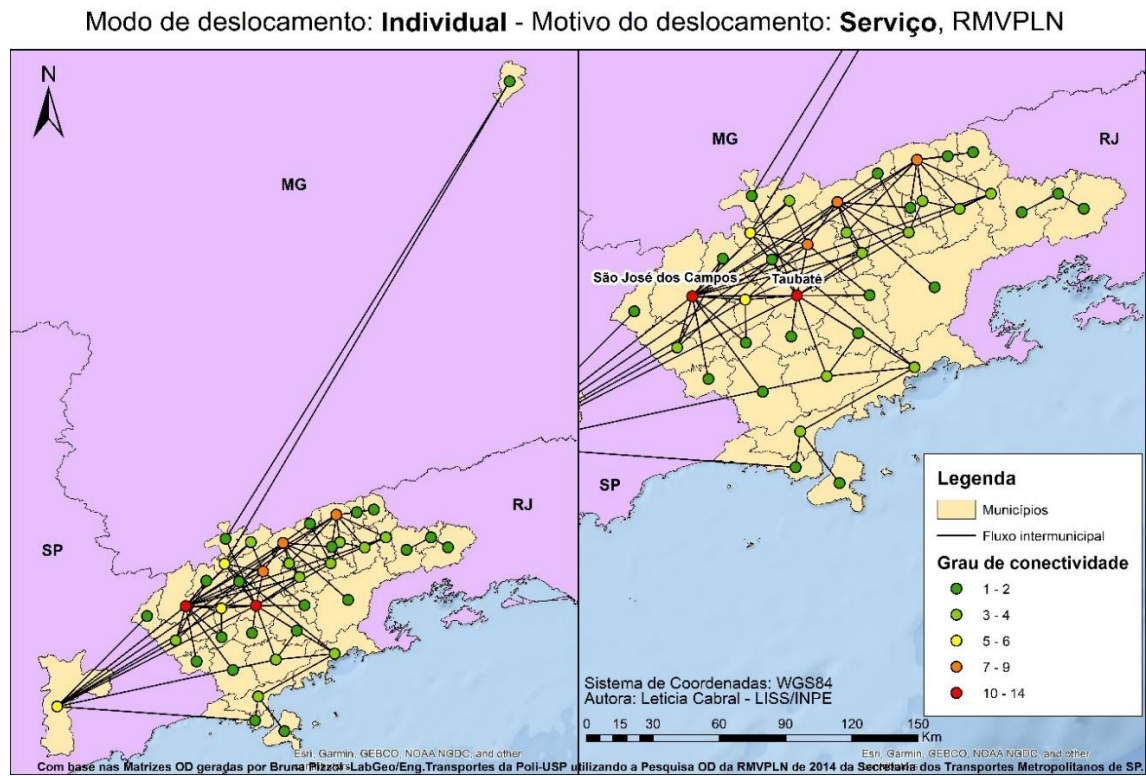 Modo de deslocamento: Individual - Motivo do deslocamento: Serviço, RMVPLN
N
MG
RJ
SP
MG
RJ
São José dos Campos
Taubaté
SP
Legenda
Municípios
Fluxo intermunicipal
Grau de conectividade
1 - 2
3 - 4
5 - 6
7 - 9
10 - 14
Sistema de Coordenadas: WGS84
Autora: Leticia Cabral - LISS/INPE
0 15 30 60 90 120 150
Km
Esri, Garmin, GEBCO, NOAA NGDC, and other
Esri, Garmin, GEBCO, NOAA NGDC, and other
Com base nas Matrizes OD geradas por Bruna Pizzol -LabGeo/Eng.Transportes da Poli-USP utilizando a Pesquisa OD da RMVPLN de 2014 da Secretaria dos Transportes Metropolitanos de SP.